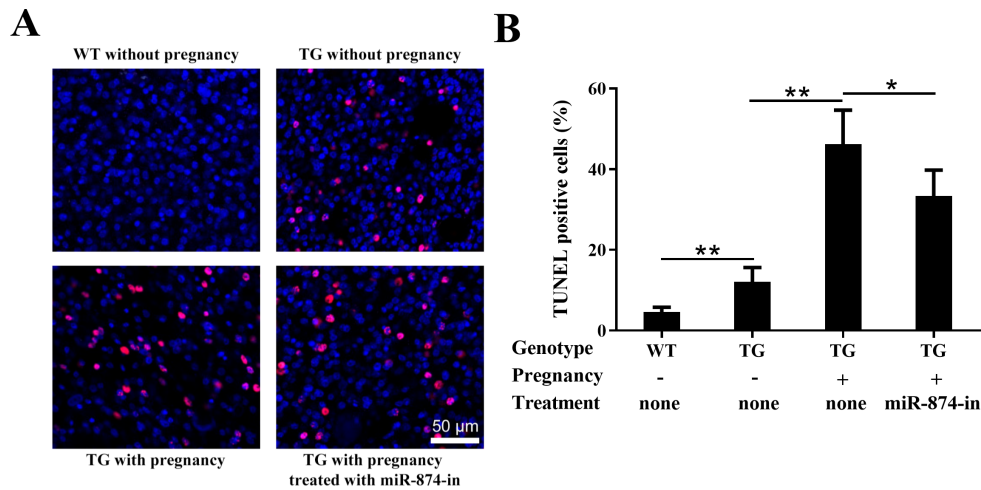 A
WT without pregnancy
TG without pregnancy
50 μm
TG with pregnancy
TG with pregnancy
treated with miR-874-in
B
TUNEL positive cells (%)
60
40
20
0
**
**
*
Genotype WT TG TG TG
Pregnancy - - + +
Treatment none none none miR-874-in